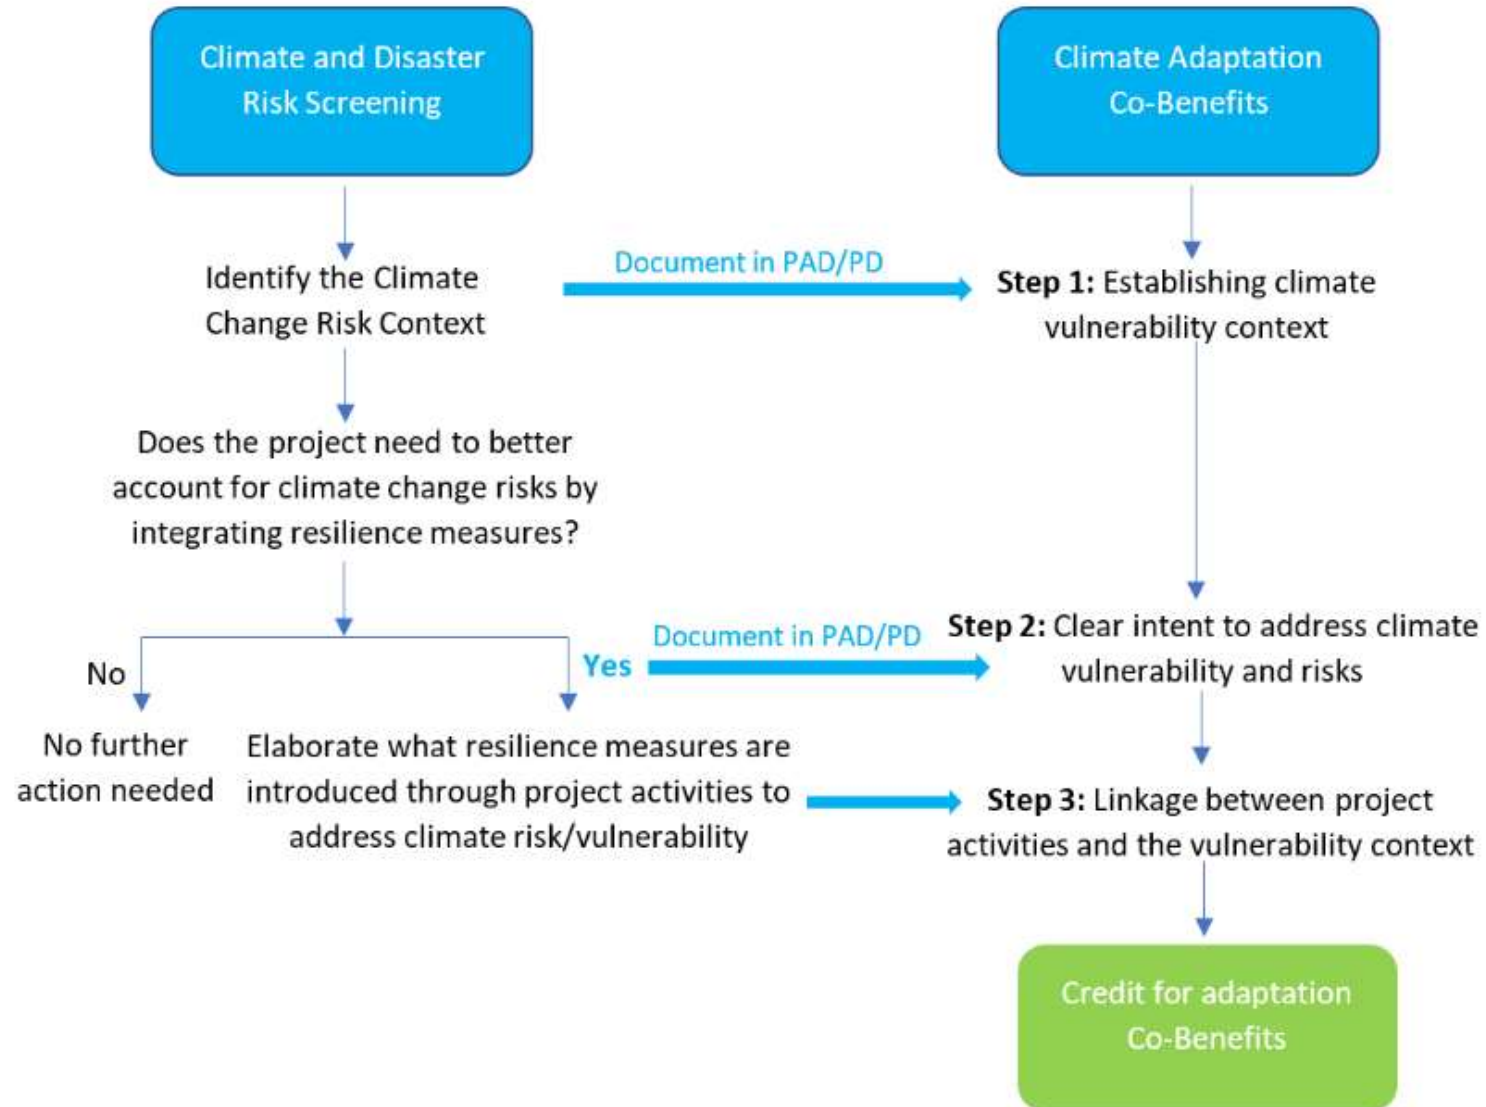 Climate and Disaster
Risk Screening
Climate Adaptation
Co-Benefits
Identify the Climate
Change Risk Context
Document in PAD/PD
Step 1: Establishing climate
vulnerability context
Does the project need to better
account for climate change risks by
integrating resilience measures?
No
Yes
Document in PAD/PD
Step 2: Clear intent to address climate
vulnerability and risks
No further
action needed
Elaborate what resilience measures are
introduced through project activities to
address climate risk/vulnerability
Step 3: Linkage between project
activities and the vulnerability context
Credit for adaptation
Co-Benefits